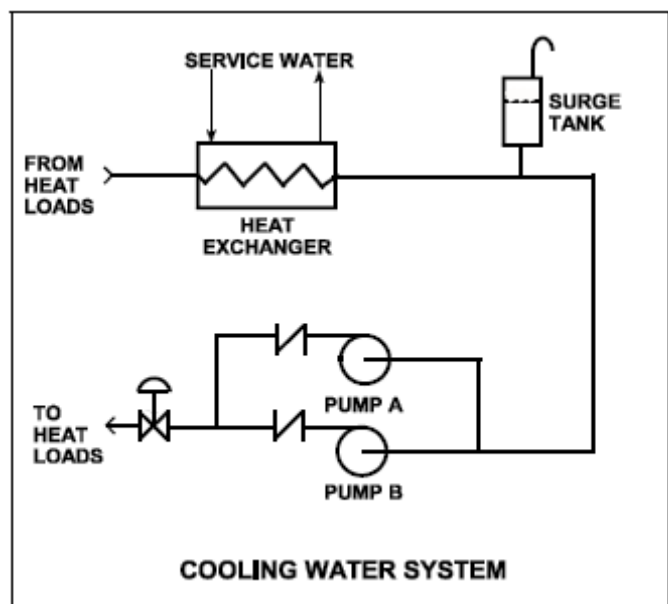 SERVICE WATER
SURGE
TANK
FROM
HEAT
LOADS
HEAT
EXCHANGER
PUMP A
TO
HEAT
LOADS
PUMP B
COOLING WATER SYSTEM